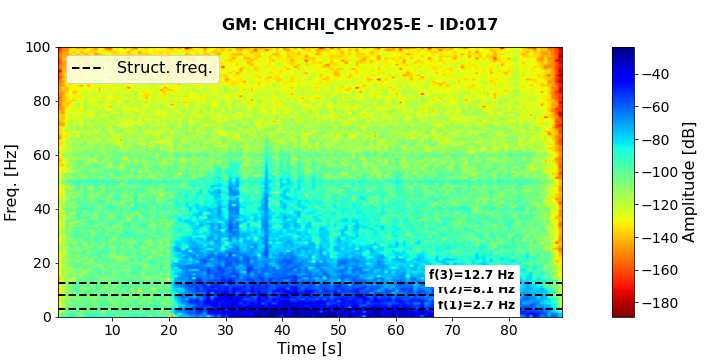 GM: CHICHI_CHY025-E - ID:017
Struct. freq.
Freq. [Hz]
100
80
60
40
20
0
f(3)=12.7 Hz
f(2)=8.1 Hz
f(1)=2.7 Hz
10 20 30 40 50 60 70 80
Time [s]
−40
−60
−80
−100
−120
−140
−160
−180
Amplitude [dB]